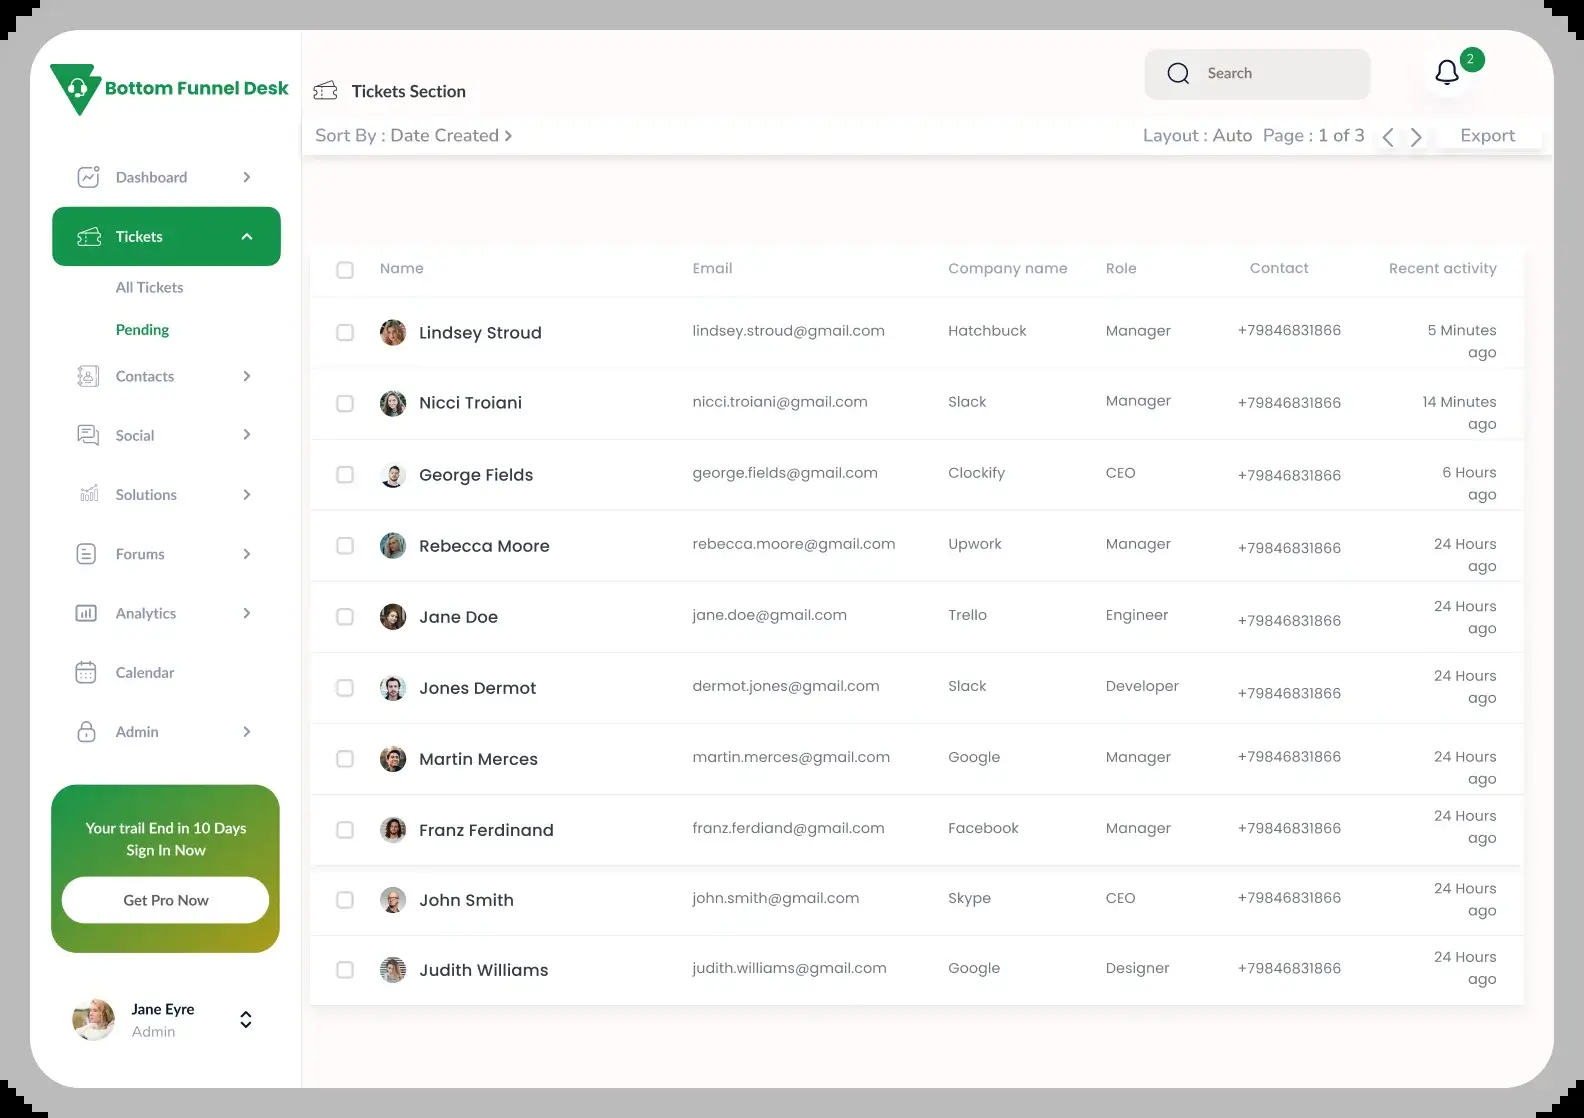 Bottom Funnel Desk
Dashboard
Tickets
All Tickets
Pending
Contacts
Social
Solutions
Forums
Analytics
Calendar
Admin
Your trail End in 10 Days
Sign In Now
Get Pro Now
Jane Eyre
Admin
Tickets Section
Search
2
Sort By : Date Created >
Layout : Auto Page : 1 of 3 Export
Name Email Company name Role Contact Recent activity
Lindsey Stroud lindsey.stroud@gmail.com Hatchbuck Manager +79846831866 5 Minutes
ago
Nicci Troiani nicci.troiani@gmail.com Slack Manager +79846831866 14 Minutes
ago
George Fields george.fields@gmail.com Clockify CEO +79846831866 6 Hours
ago
Rebecca Moore rebecca.moore@gmail.com Upwork Manager +79846831866 24 Hours
ago
Jane Doe jane.doe@gmail.com Trello Engineer +79846831866 24 Hours
ago
Jones Dermot dermot.jones@gmail.com Slack Developer +79846831866 24 Hours
ago
Martin Merces martin.merces@gmail.com Google Manager +79846831866 24 Hours
ago
Franz Ferdinand franz.ferdiand@gmail.com Facebook Manager +79846831866 24 Hours
ago
John Smith john.smith@gmail.com Skype CEO +79846831866 24 Hours
ago
Judith Williams judith.williams@gmail.com Google Designer +79846831866 24 Hours
ago